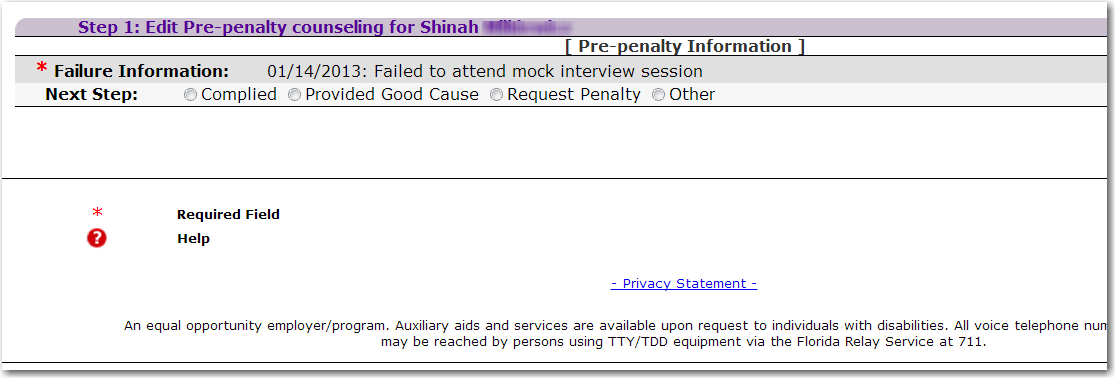 Step 1: Edit Pre-penalty counseling for Shinah
[ Pre-penalty Information ]
* Failure Information: 01/14/2013: Failed to attend mock interview session
Next Step: Complied Provided Good Cause Request Penalty Other
* Required Field
? Help
- Privacy Statement -
An equal opportunity employer/program. Auxiliary aids and services are available upon request to individuals with disabilities. All voice telephone
may be reached by persons using TTY/TDD equipment via the Florida Relay Service at 711.